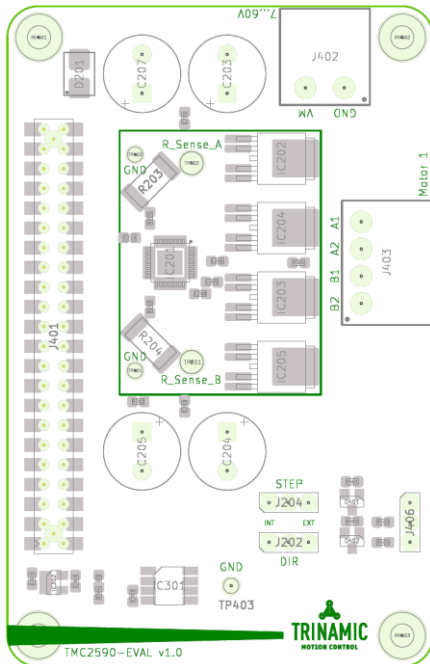 7...60V
J402
VM
GND
D201
C207
C203
R_Sense_A
GND
R203
IC202
IC204
IC201
IC203
IC205
R204
GND
R_Sense_B
Motor 1
A1
A2
B1
B2
J403
J401
C205
C204
STEP
J204
INT
EXT
J202
DIR
J406
IC301
GND
TP403
TRINAMIC
MOTION CONTROL
TMC2590-EVAL v1.0